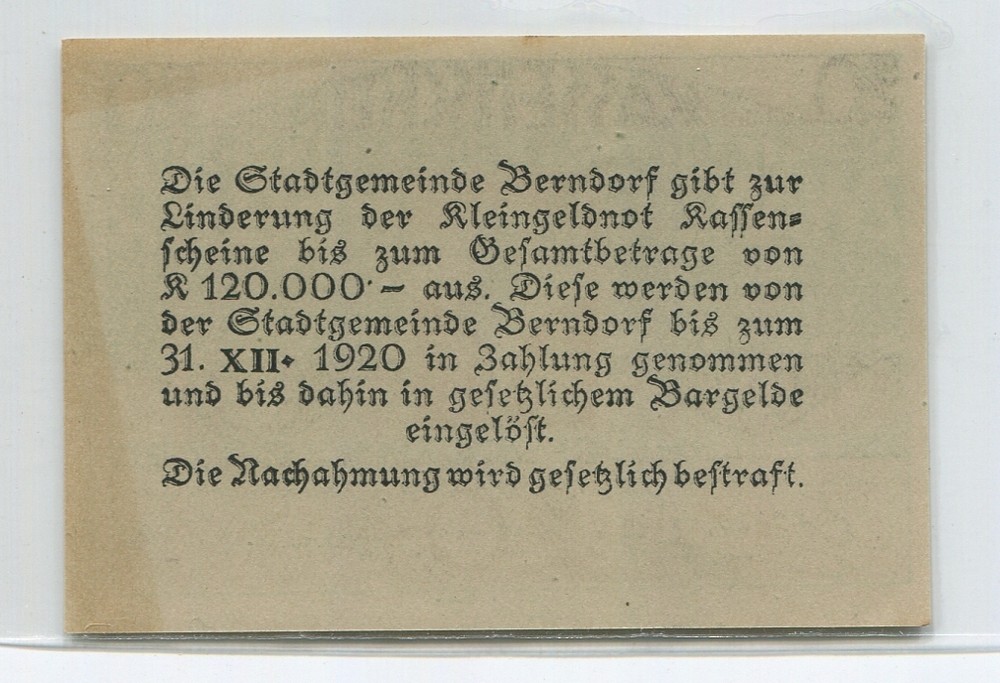 Die Stadtgemeinde Berndorf gibt zur
Linderung der Kleingeldnot Kassen=
scheine bis zum Gesamtbetrage von
K 120.000·– aus. Diese werden von
der Stadtgemeinde Berndorf bis zum
31. XII. 1920 in Zahlung genommen
und bis dahin in gesetzlichem Bargelde
eingelöst.
Die Nachahmung wird gesetzlich bestraft.